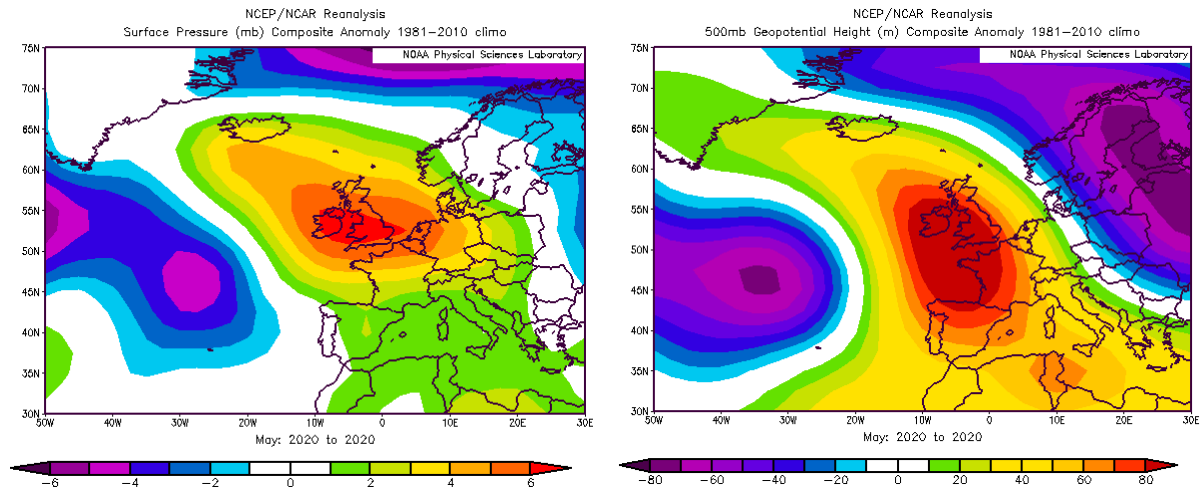 NCEP/NCAR Reanalysis
Surface Pressure (mb) Composite Anomaly 1981-2010 climo
NOAA Physical Sciences Laboratory
75N
70N
65N
60N
55N
50N
45N
40N
35N
30N
50W 40W 30W 20W 10W 0 10E 20E 30E
May: 2020 to 2020
-6 -4 -2 0 2 4 6
NCEP/NCAR Reanalysis
500mb Geopotential Height (m) Composite Anomaly 1981-2010 climo
NOAA Physical Sciences Laboratory
75N
70N
65N
60N
55N
50N
45N
40N
35N
30N
50W 40W 30W 20W 10W 0 10E 20E 30E
May: 2020 to 2020
-80 -60 -40 -20 0 20 40 60 80